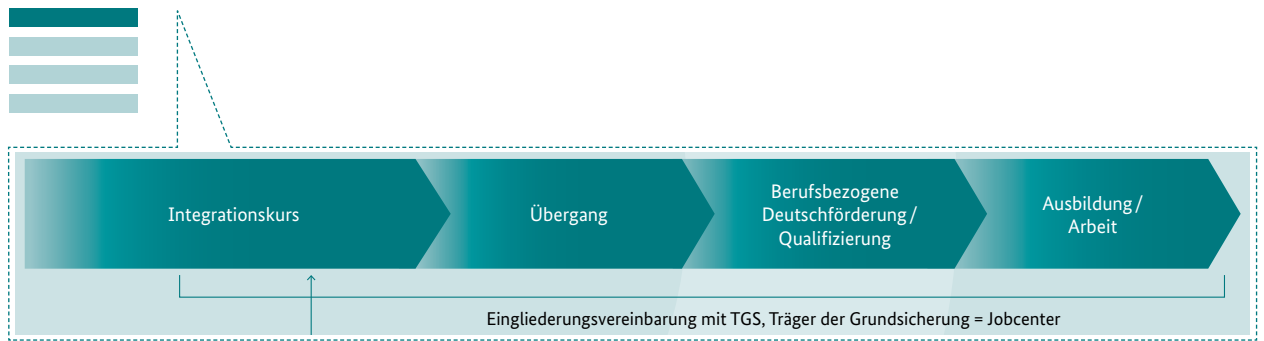 Integrationskurs
Übergang
Berufsbezogene
Deutschförderung /
Qualifizierung
Ausbildung /
Arbeit
Eingliederungsvereinbarung mit TGS, Träger der Grundsicherung = Jobcenter